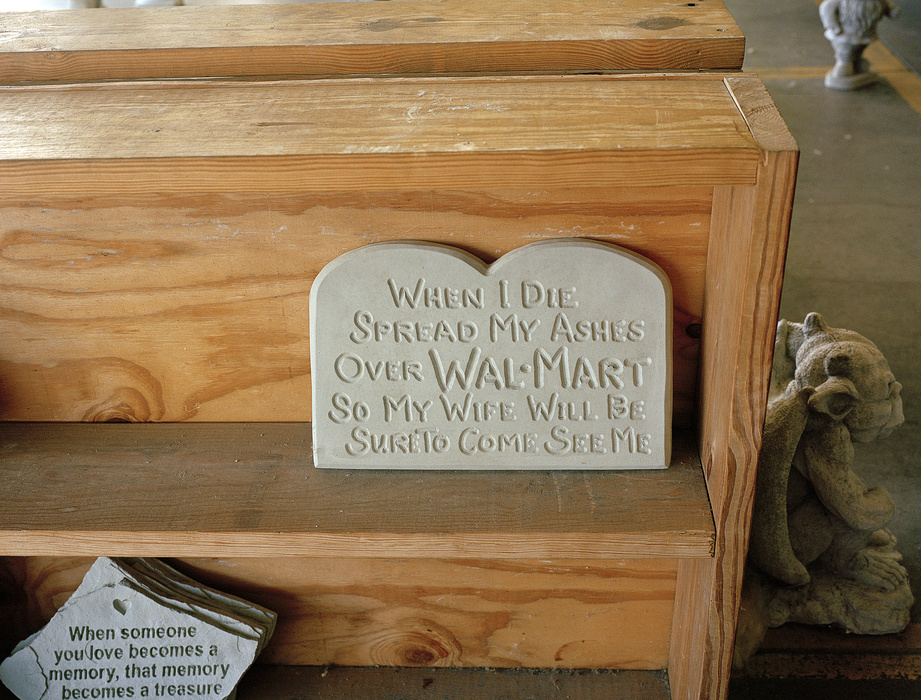 When I Die
Spread My Ashes
Over Wal-Mart
So My Wife Will Be
Sure To Come See Me
When someone
you love becomes a
memory, that memory
becomes a treasure